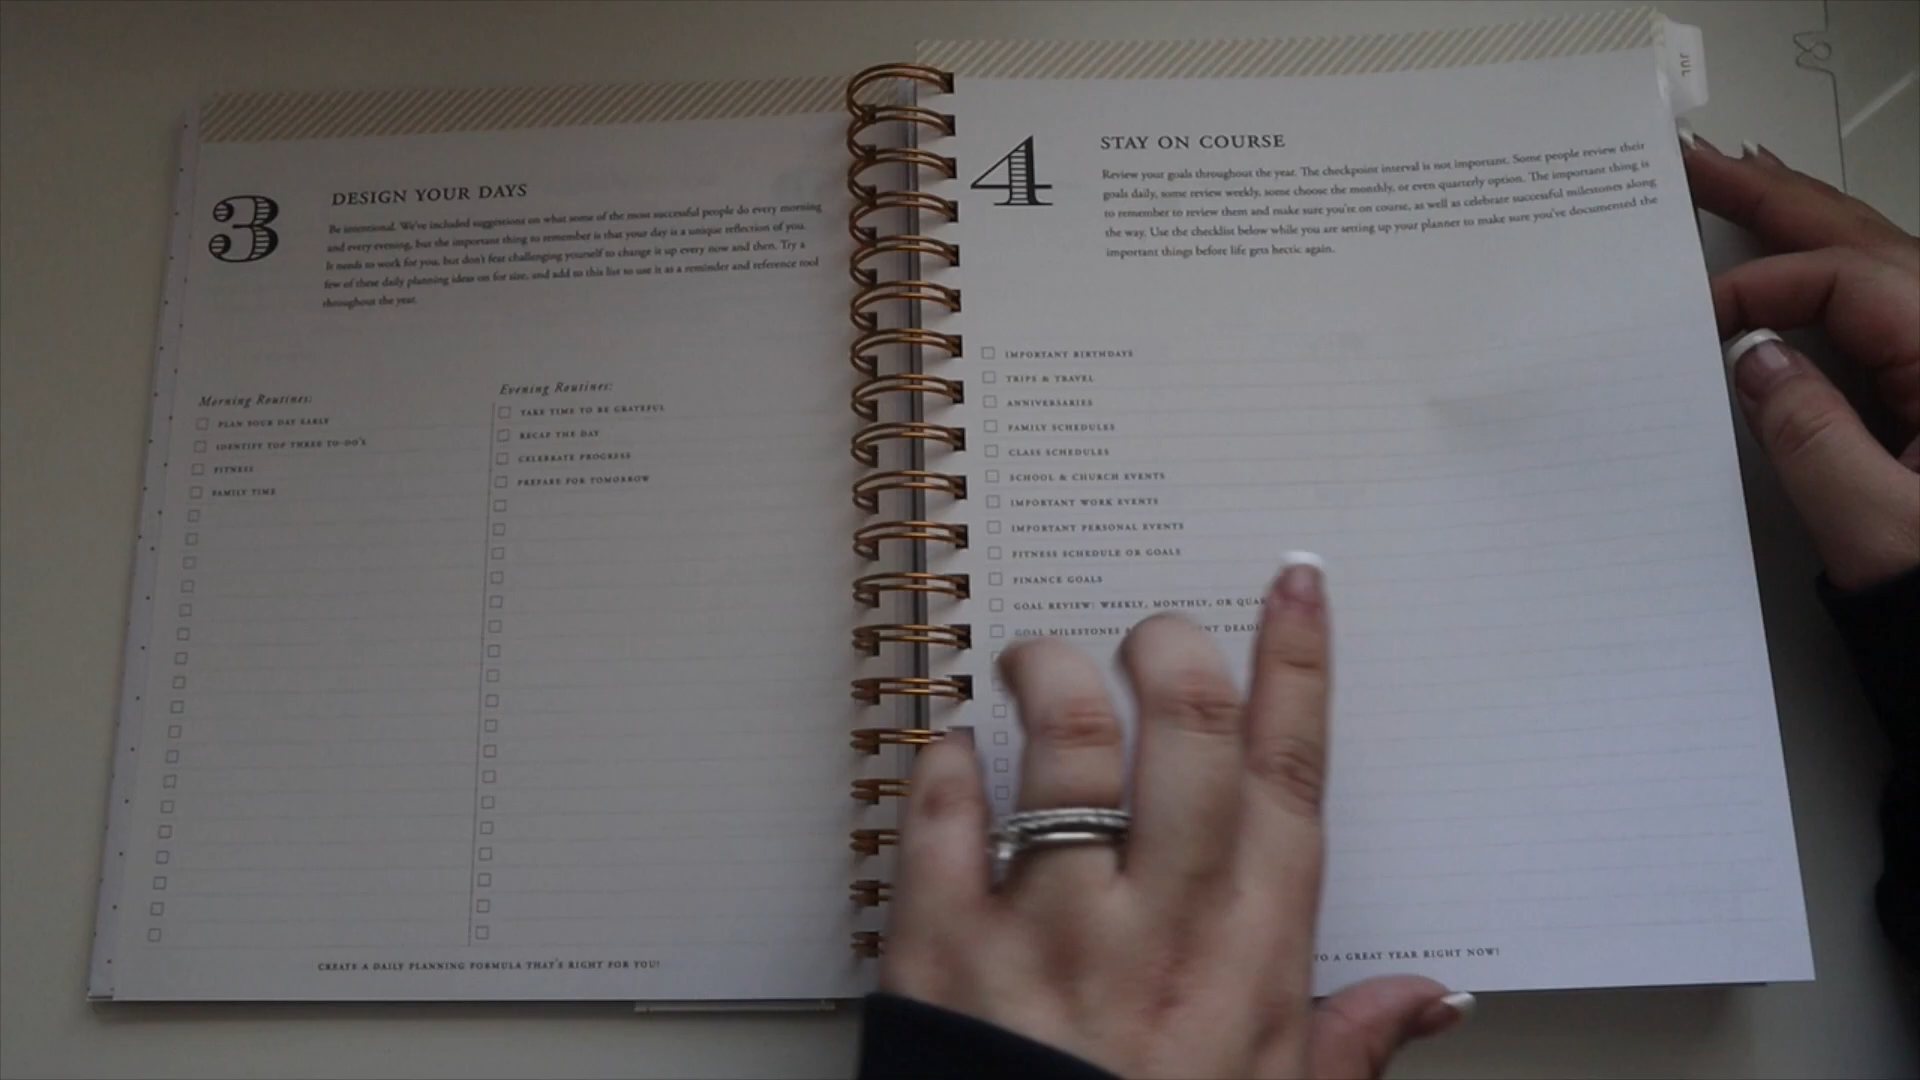 3
DESIGN YOUR DAYS
Be intentional. We've included suggestions on what some of the most successful people do every morning
and every evening, but the important thing to remember is that your day is a unique reflection of you.
It needs to work for you, but don't fear challenging yourself to change it up every now and then. Try a
few of these daily planning ideas on for size, and add to this list to use it as a reminder and reference tool
throughout the year.
Morning Routines:
PLAN YOUR DAY EARLY
IDENTIFY TOP THREE TO-DO'S
FITNESS
FAMILY TIME
Evening Routines:
TAKE TIME TO BE GRATEFUL
RECAP THE DAY
CELEBRATE PROGRESS
PREPARE FOR TOMORROW
CREATE A DAILY PLANNING FORMULA THAT'S RIGHT FOR YOU!
JUL
4
STAY ON COURSE
Review your goals throughout the year. The checkpoint interval is not important. Some people review their
goals daily, some review weekly, some choose the monthly, or even quarterly option. The important thing is
to remember to review them and make sure you're on course, as well as celebrate successful milestones along
the way. Use the checklist below while you are setting up your planner to make sure you've documented the
important things before life gets hectic again.
IMPORTANT BIRTHDAYS
TRIPS & TRAVEL
ANNIVERSARIES
FAMILY SCHEDULES
CLASS SCHEDULES
SCHOOL & CHURCH EVENTS
IMPORTANT WORK EVENTS
IMPORTANT PERSONAL EVENTS
FITNESS SCHEDULE OR GOALS
FINANCE GOALS
GOAL REVIEW: WEEKLY, MONTHLY, OR
GOAL MILESTONES
TO A GREAT YEAR RIGHT NOW!